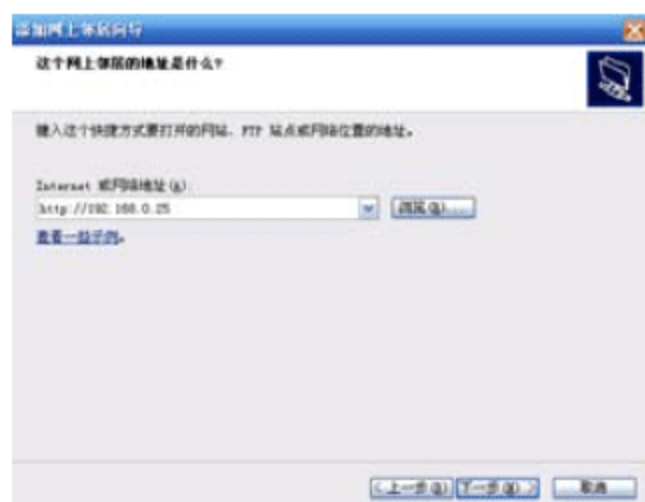 添加网上邻居向导
这个网上邻居的地址是什么?
键入这个快捷方式要打开的网站、FTP 站点或网络位置的地址。
Internet 或网络地址(A):
http://192.168.0.25
浏览(R)...
查看一些示例。
<上一步(B) 下一步(N)> 取消